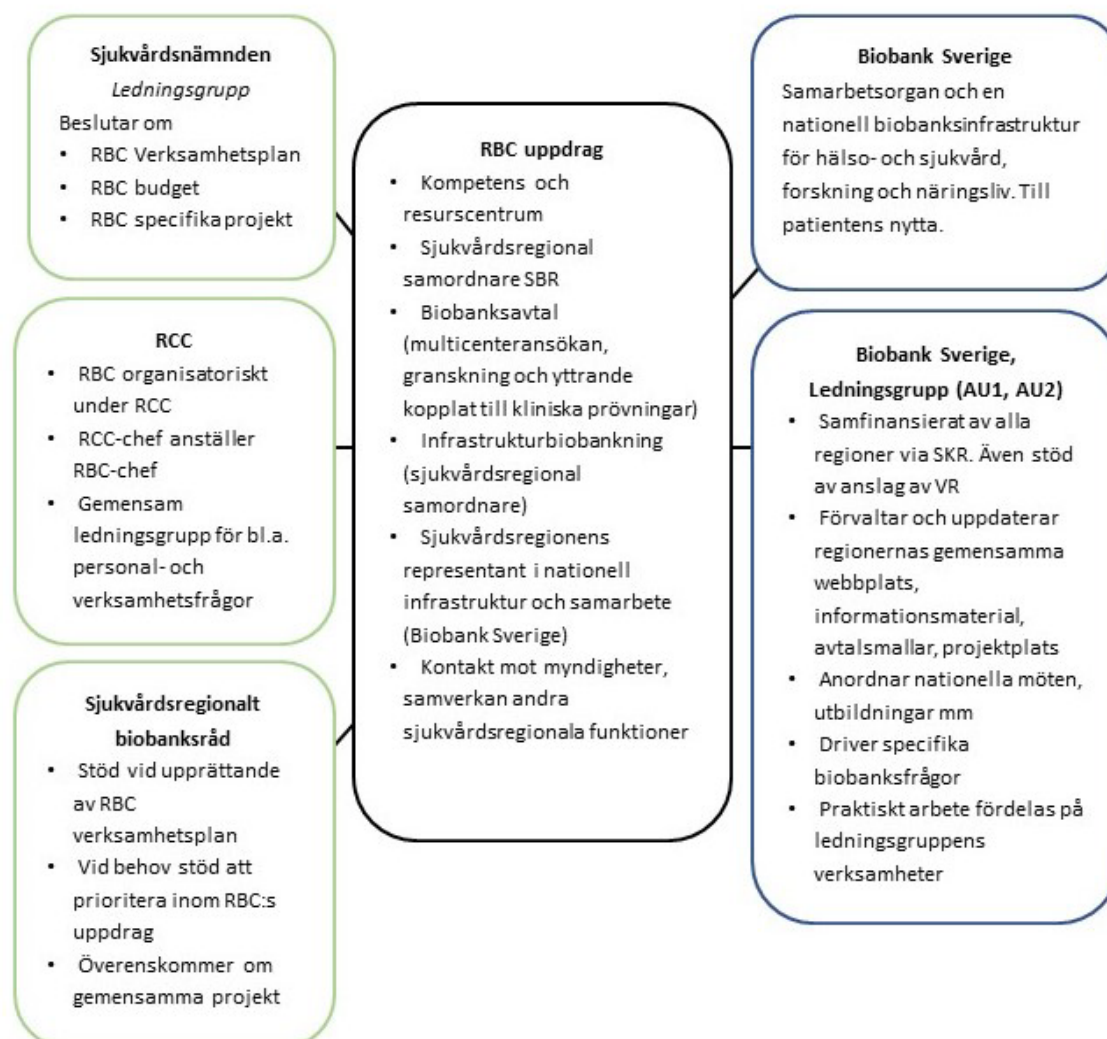 Sjukvårdsnämnden
Ledningsgrupp
Beslutar om
• RBC Verksamhetsplan
• RBC budget
• RBC specifika projekt
RCC
• RBC organisatoriskt
under RCC
• RCC-chef anställer
RBC-chef
• Gemensam
ledningsgrupp för bl.a.
personal- och
verksamhetsfrågor
Sjukvårdsregionalt
biobanksråd
• Stöd vid upprättande
av RBC
verksamhetsplan
• Vid behov stöd att
prioritera inom RBC:s
uppdrag
• Överenskommer om
gemensamma projekt
RBC uppdrag
• Kompetens och
resurscentrum
• Sjukvårdsregional
samordnare SBR
• Biobanksavtal
(multicenteransökan,
granskning och yttrande
kopplat till kliniska prövningar)
• Infrastrukturbiobankning
(sjukvårdsregional
samordnare)
• Sjukvårdsregionens
representant i nationell
infrastruktur och samarbete
(Biobank Sverige)
• Kontakt mot myndigheter,
samverkan andra
sjukvårdsregionala funktioner
Biobank Sverige
Samarbetsorgan och en
nationell biobanksinfrastruktur
för hälso- och sjukvård,
forskning och näringsliv. Till
patientens nytta.
Biobank Sverige,
Ledningsgrupp (AU1, AU2)
• Samfinansierat av alla
regioner via SKR. Även stöd
av anslag av VR
• Förvaltar och uppdaterar
regionernas gemensamma
webbplats,
informationsmaterial,
avtalsmallar, projektplats
• Anordnar nationella möten,
utbildningar mm
• Driver specifika
biobanksfrågor
• Praktiskt arbete fördelas på
ledningsgruppens
verksamheter